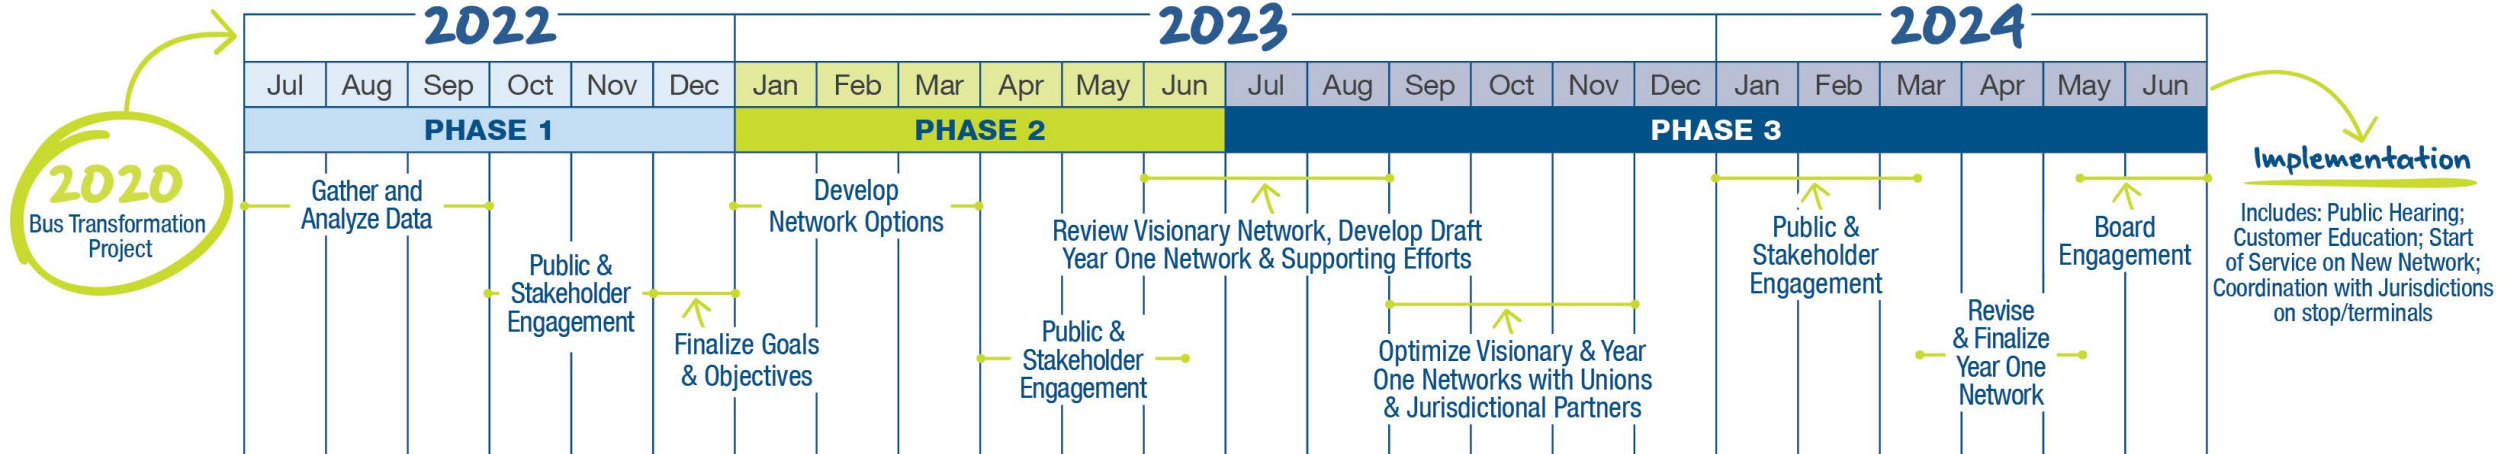 2022
2023
2024
Jul Aug Sep Oct Nov Dec Jan Feb Mar Apr May Jun Jul Aug Sep Oct Nov Dec Jan Feb Mar Apr May Jun
PHASE 1
PHASE 2
PHASE 3
2020
Bus Transformation
Project
Gather and
Analyze Data
Public &
Stakeholder
Engagement
Finalize Goals
& Objectives
Develop
Network Options
Public &
Stakeholder
Engagement
Review Visionary Network, Develop Draft
Year One Network & Supporting Efforts
Optimize Visionary & Year
One Networks with Unions
& Jurisdictional Partners
Public &
Stakeholder
Engagement
Revise
& Finalize
Year One
Network
Board
Engagement
Implementation
Includes: Public Hearing;
Customer Education; Start
of Service on New Network;
Coordination with Jurisdictions
on stop/terminals